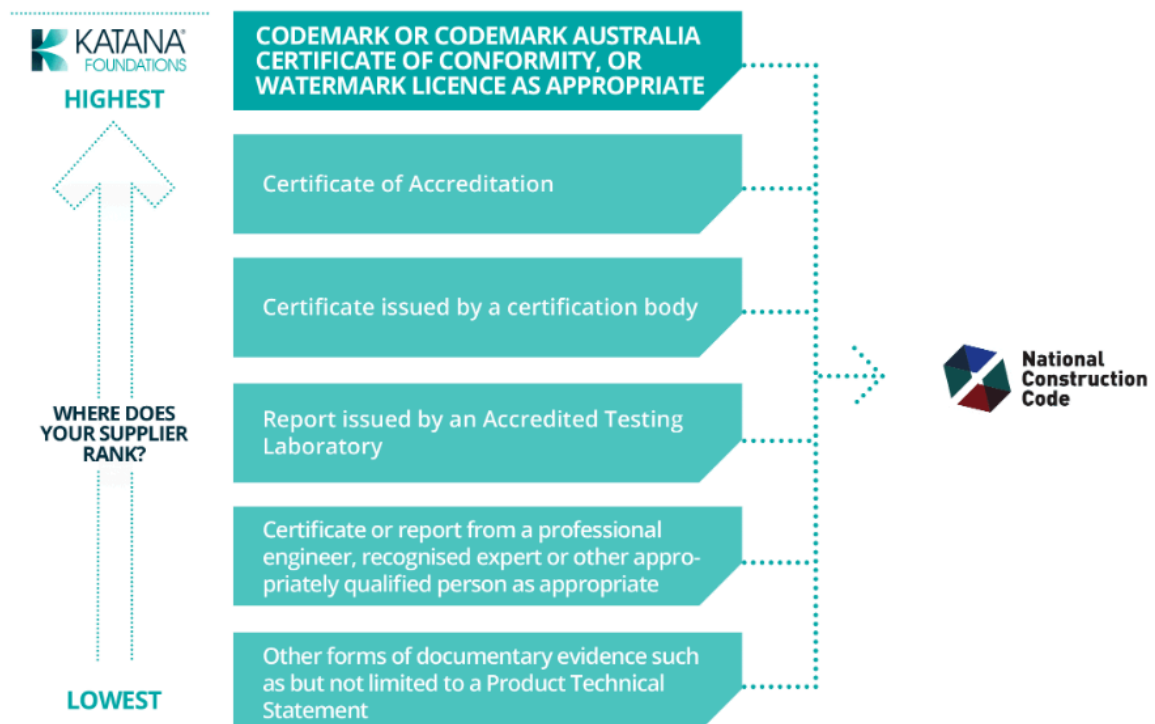 KATANA®
FOUNDATIONS
HIGHEST
CODEMARK OR CODEMARK AUSTRALIA
CERTIFICATE OF CONFORMITY, OR
WATERMARK LICENCE AS APPROPRIATE
Certificate of Accreditation
Certificate issued by a certification body
WHERE DOES
YOUR SUPPLIER
RANK?
Report issued by an Accredited Testing
Laboratory
Certificate or report from a professional
engineer, recognised expert or other appro-
priately qualified person as appropriate
Other forms of documentary evidence such
as but not limited to a Product Technical
Statement
LOWEST
National
Construction
Code